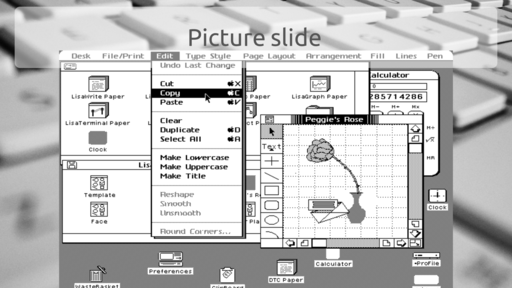 Picture slide
Desk File/Print Edit Type Style Page Layout Arrangement Fill Lines Pen
Undo Last Change
Cut X
Copy C
Paste V
Clear
Duplicate D
Select All A
Make Lowercase
Make Uppercase
Make Title
Reshape
Smooth
Unsmooth
Round Corners...
LisaWrite Paper
LisaGraph Paper
LisaTerminal Paper
LisaList Paper
Clock
Calculator
285714286
Peggie's Rose
Text
Template
Face
Clock
Preferences
Calculator
ProFile
WasteBasket
Clipboard
DTC Paper